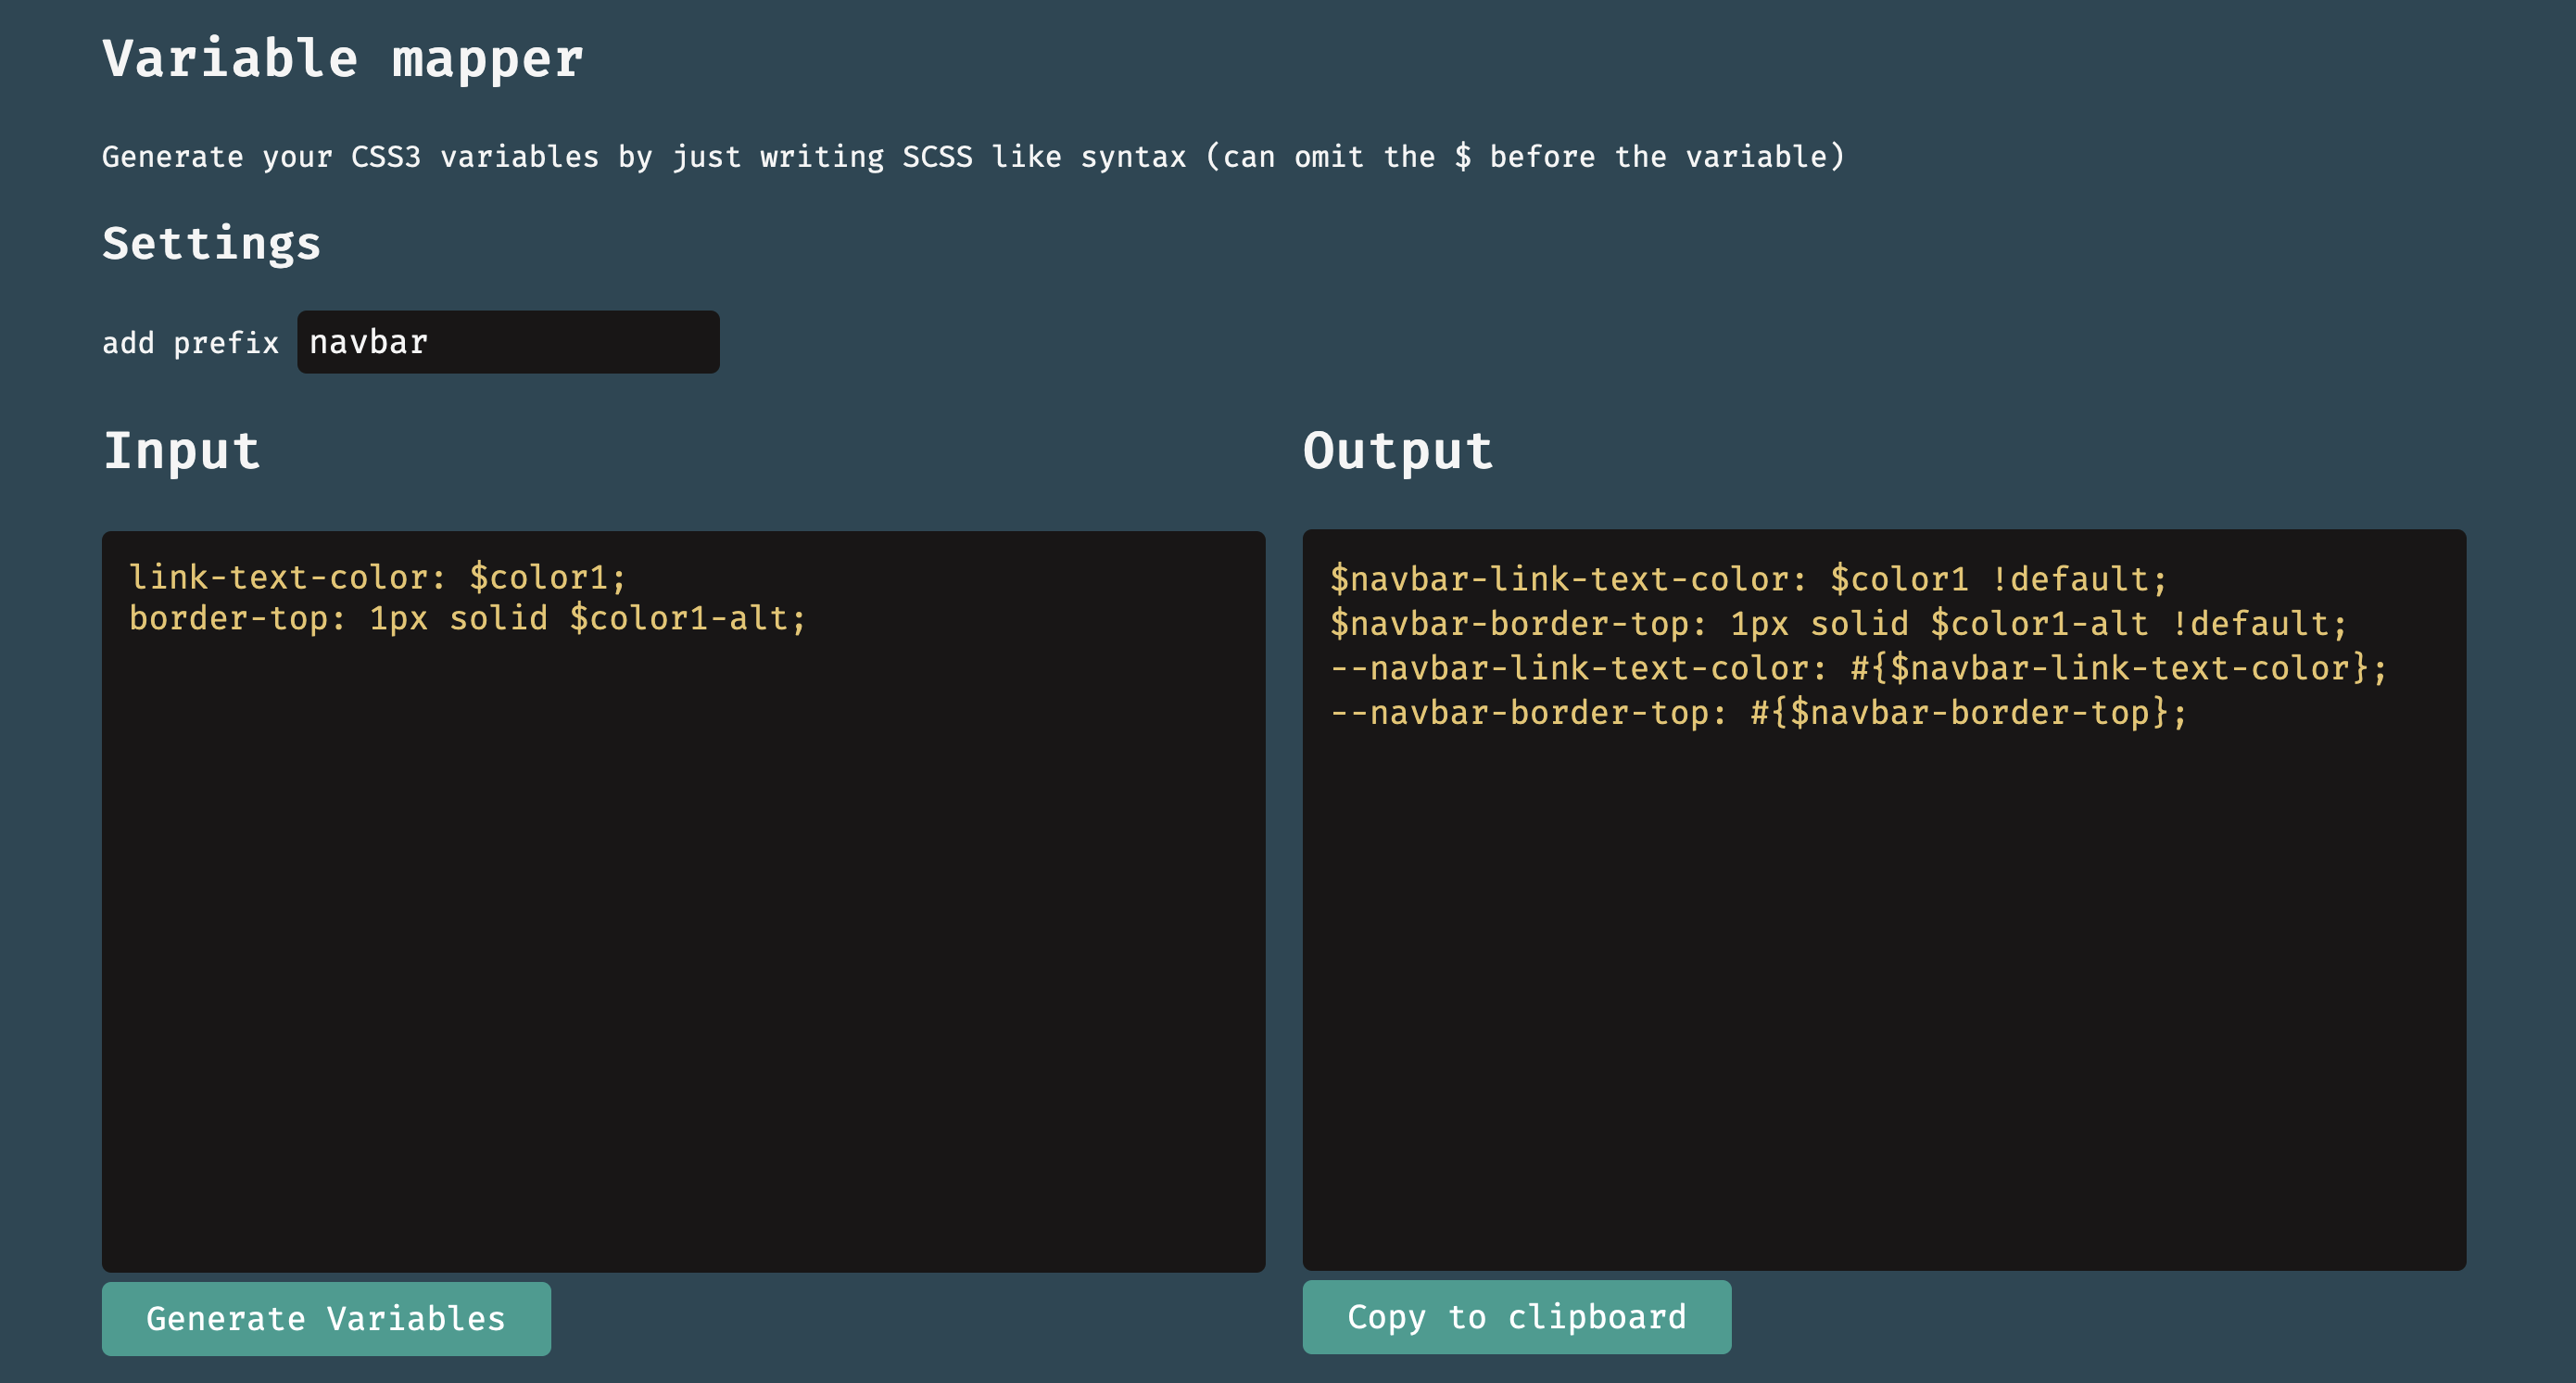 Variable mapper
Generate your CSS3 variables by just writing SCSS like syntax (can omit the $ before the variable)
Settings
add prefix navbar
Input
link-text-color: $color1;
border-top: 1px solid $color1-alt;
Generate Variables
Output
$navbar-link-text-color: $color1 !default;
$navbar-border-top: 1px solid $color1-alt !default;
--navbar-link-text-color: #{$navbar-link-text-color};
--navbar-border-top: #{$navbar-border-top};
Copy to clipboard